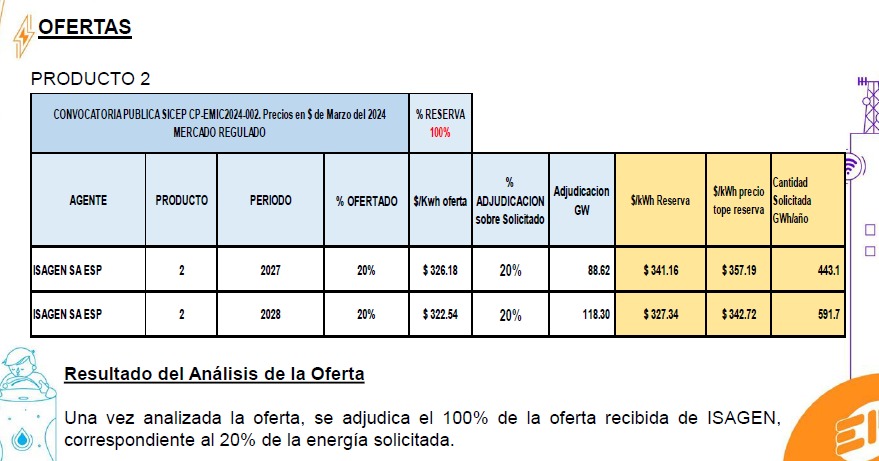 OFERTAS
PRODUCTO 2
CONVOCATORIA PUBLICA SICEP CP-EMIC2024-002. Precios en $ de Marzo del 2024
MERCADO REGULADO
% RESERVA
100%
AGENTE
PRODUCTO
PERIODO
% OFERTADO
$/Kwh oferta
%
ADJUDICACION
sobre Solicitado
Adjudicacion
GW
$/kWh Reserva
$/kWh precio
tope reserva
Cantidad
Solicitada
GWh/año
ISAGEN SA ESP 2 2027 20% $ 326.18 20% 88.62 $ 341.16 $ 357.19 443.1
ISAGEN SA ESP 2 2028 20% $ 322.54 20% 118.30 $ 327.34 $ 342.72 591.7
Resultado del Análisis de la Oferta
Una vez analizada la oferta, se adjudica el 100% de la oferta recibida de ISAGEN,
correspondiente al 20% de la energía solicitada.